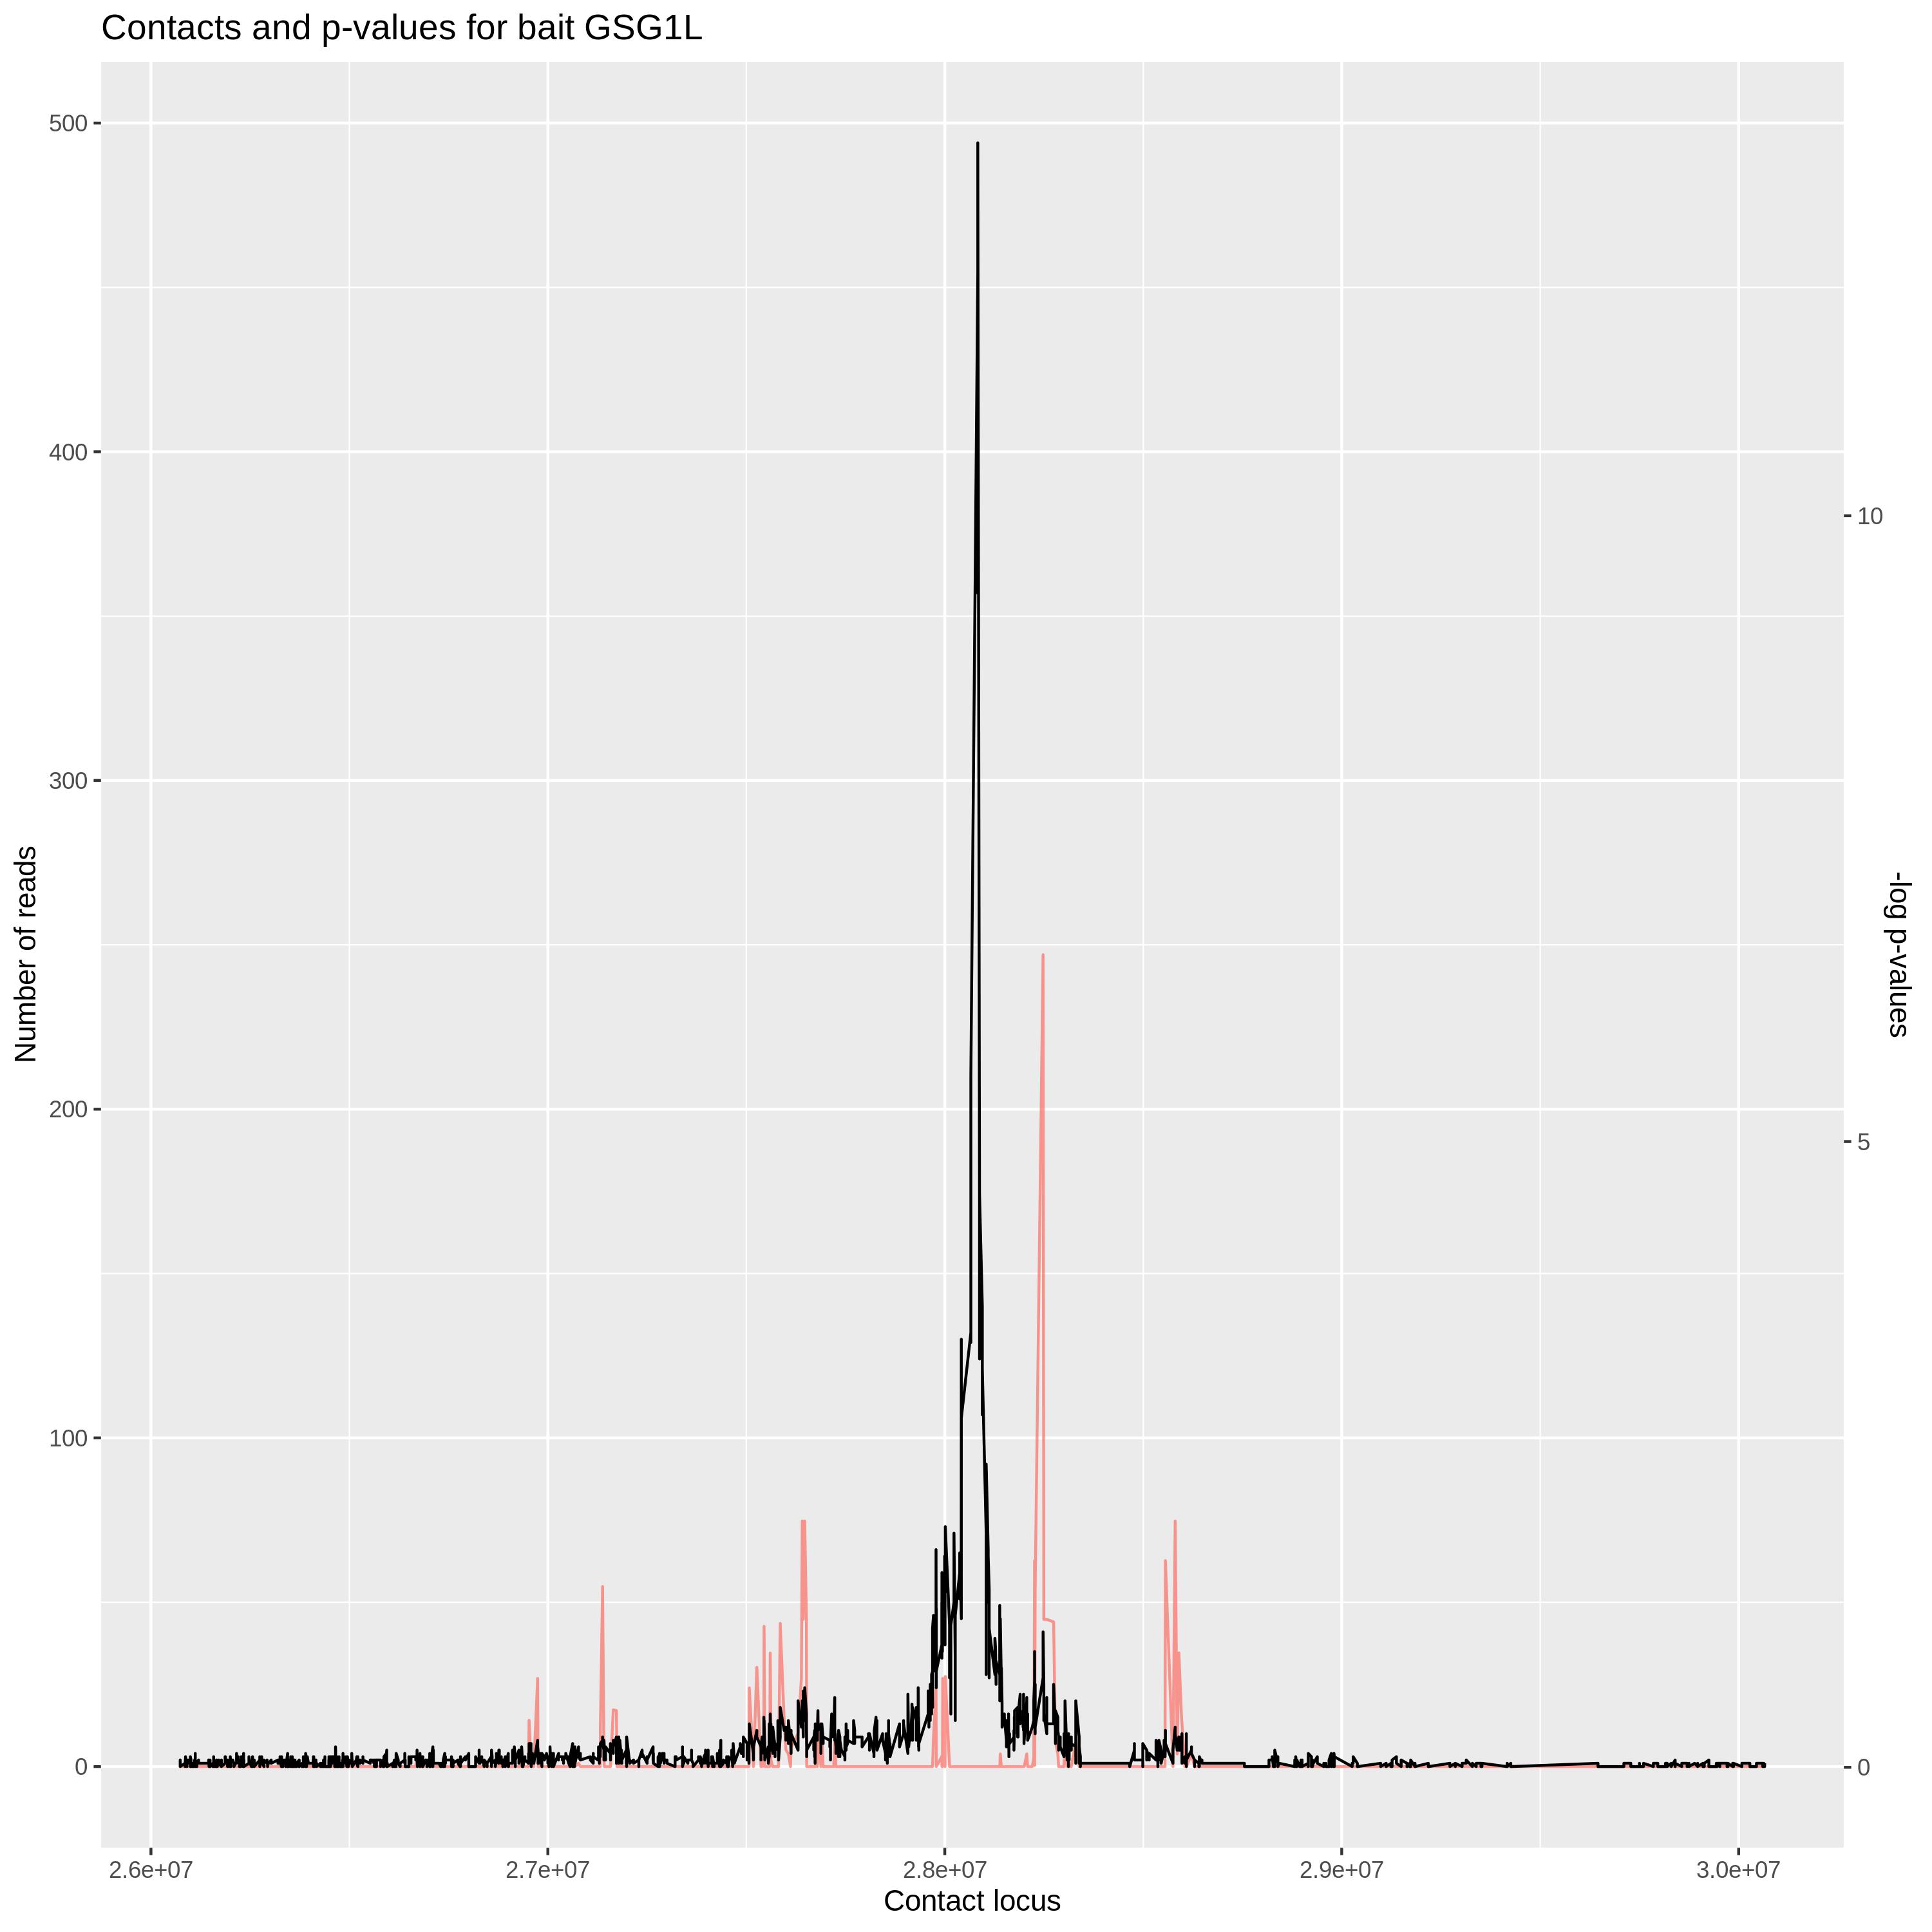 Contacts and p-values for bait GSG1L
500
400
300
200
100
0
Number of reads
10
5
0
-log p-values
2.6e+07
2.7e+07
2.8e+07
2.9e+07
3.0e+07
Contact locus